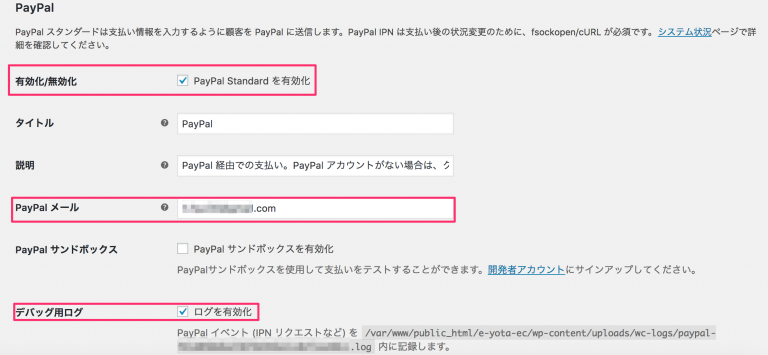 PayPal
PayPal スタンダードは支払い情報を入力するように顧客を PayPal に送信します。PayPal IPN は支払い後の状況変更のために、fsockopen/cURL が必須です。システム状況ページで詳
細を確認してください。
有効化/無効化 PayPal Standard を有効化
タイトル PayPal
説明 PayPal 経由での支払い。PayPal アカウントがない場合は、ク
PayPal メール .com
PayPal サンドボックス PayPal サンドボックスを有効化
PayPalサンドボックスを使用して支払いをテストすることができます。開発者アカウントにサインアップしてください。
デバッグ用ログ ログを有効化
PayPal イベント (IPN リクエストなど) を /var/www/public_html/e-yota-ec/wp-content/uploads/wc-logs/paypal-
.log 内に記録します。